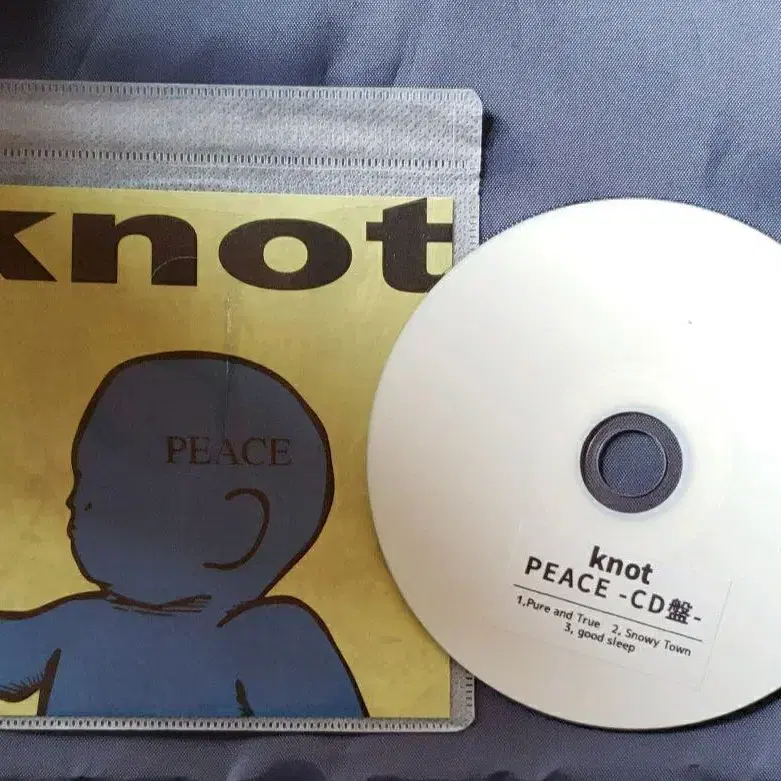 knot
PEACE
knot
PEACE -CD盤-
1,Pure and True 2, Snowy Town
3, good sleep